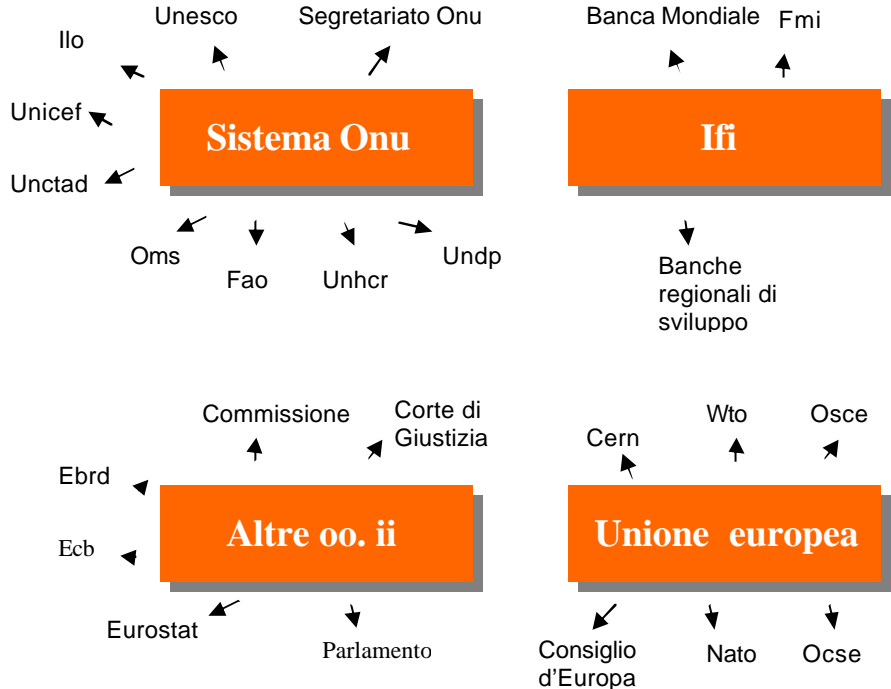 Unesco
Segretariato Onu
Banca Mondiale
Fmi
Ilo
Unicef
Sistema Onu
Ifi
Unctad
Oms
Fao
Unhcr
Undp
Banche
regionali di
sviluppo
Commissione
Corte di
Giustizia
Cern
Wto
Osce
Ebrd
Altre oo. ii
Unione europea
Ecb
Eurostat
Parlamento
Consiglio
d'Europa
Nato
Ocse